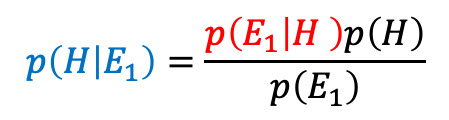 p(H|E₁) = p(E₁|H )p(H) / p(E₁)